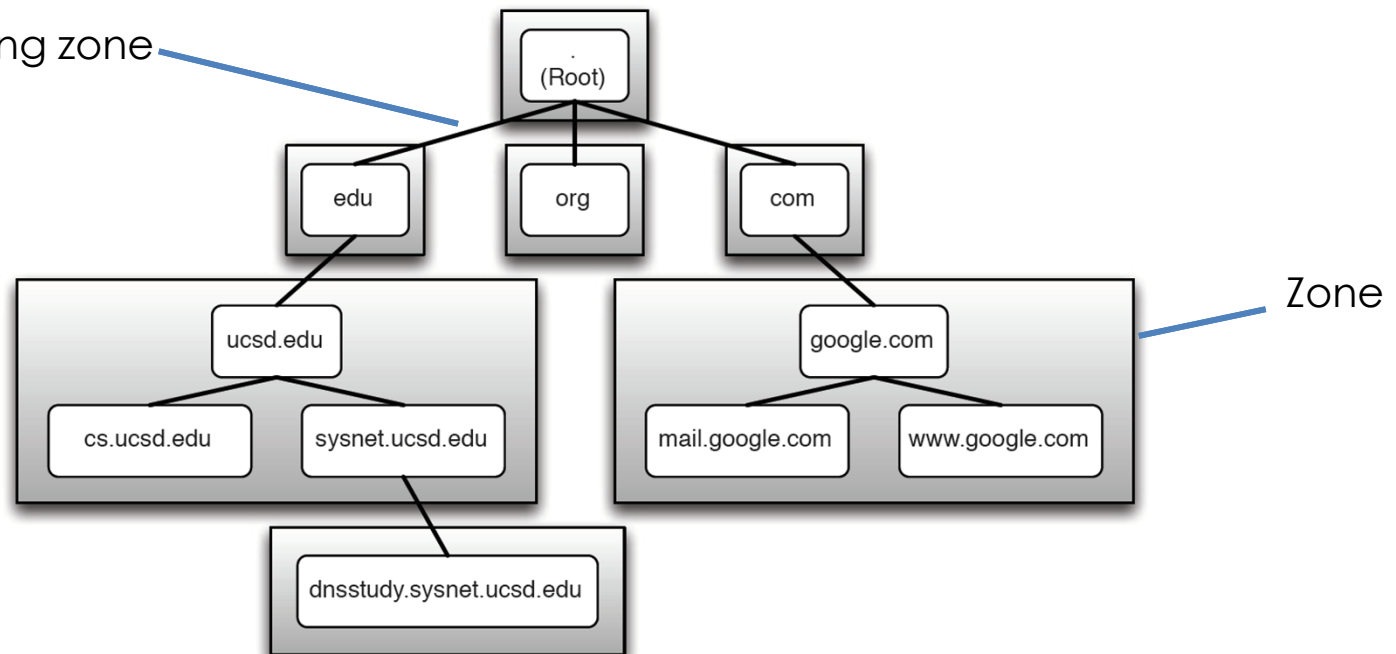 ng zone
.
(Root)
edu
org
com
Zone
ucsd.edu
google.com
cs.ucsd.edu
sysnet.ucsd.edu
mail.google.com
www.google.com
dnsstudy.sysnet.ucsd.edu